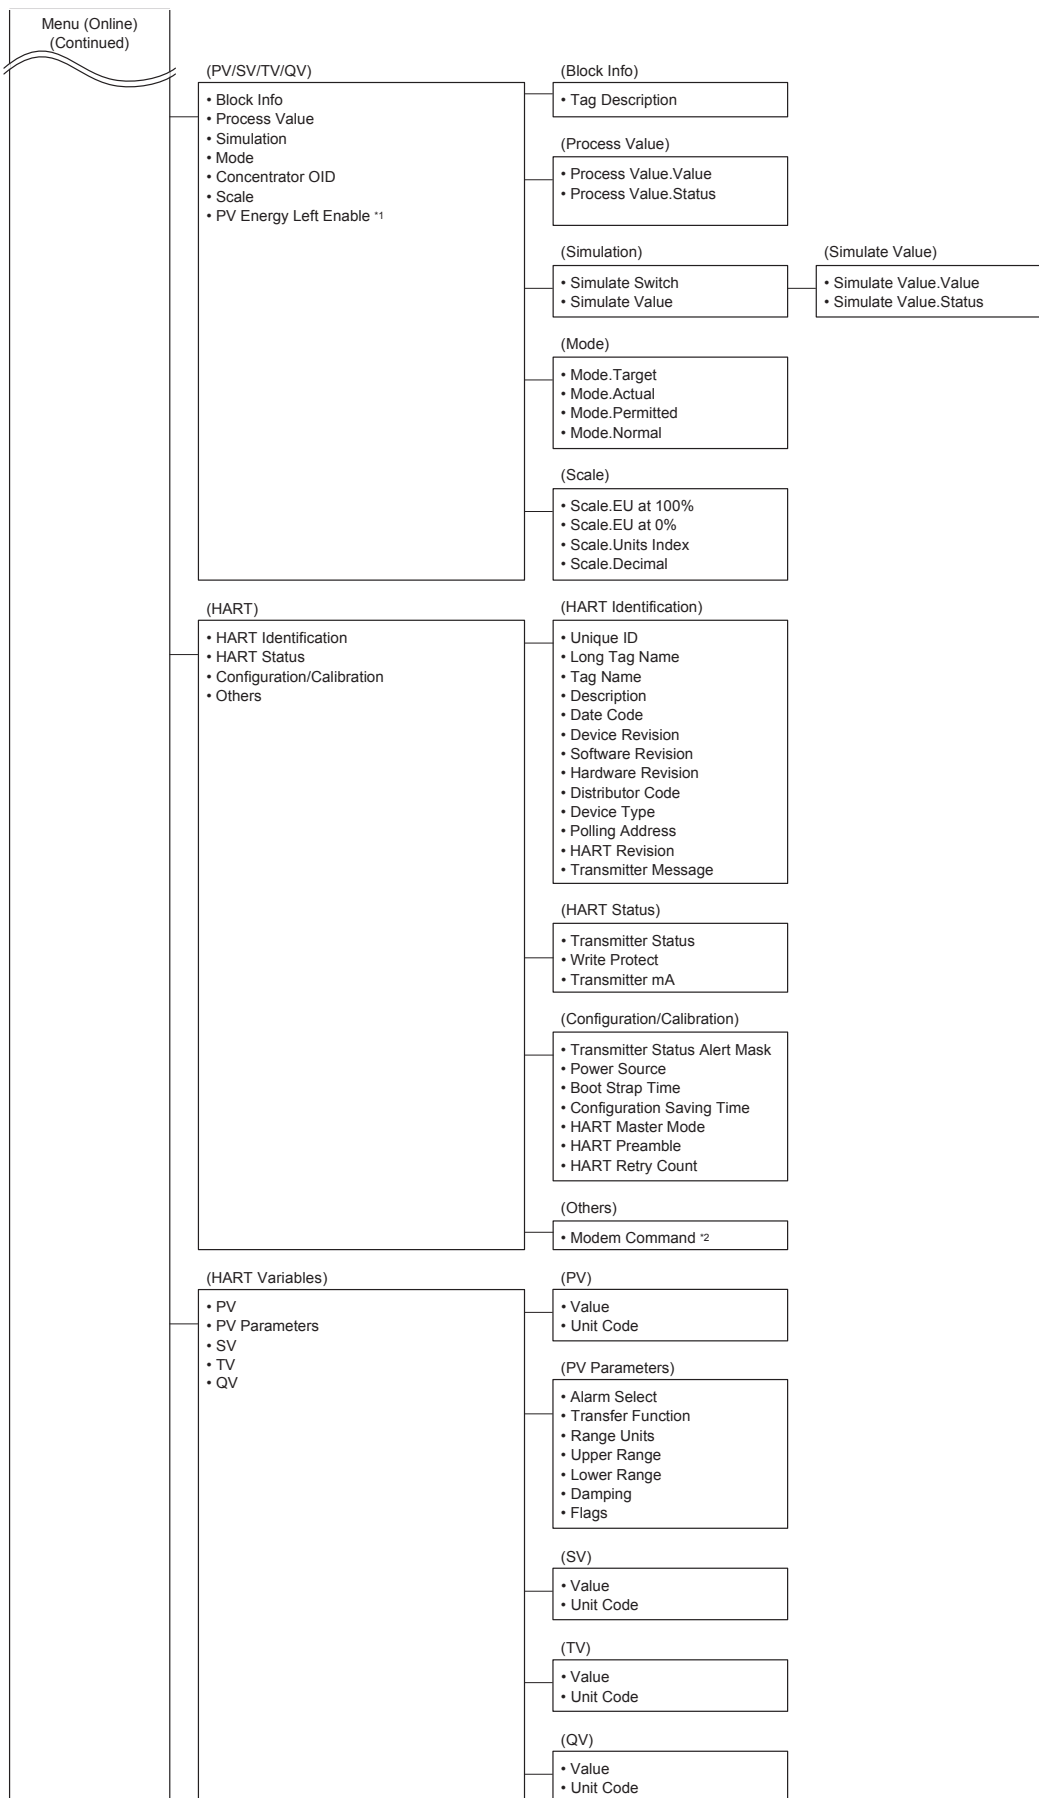 Menu (Online)
(Continued)
(PV/SV/TV/QV)
• Block Info
• Process Value
• Simulation
• Mode
• Concentrator OID
• Scale
• PV Energy Left Enable *1
(Block Info)
• Tag Description
(Process Value)
• Process Value.Value
• Process Value.Status
(Simulation)
• Simulate Switch
• Simulate Value
(Simulate Value)
• Simulate Value.Value
• Simulate Value.Status
(Mode)
• Mode.Target
• Mode.Actual
• Mode.Permitted
• Mode.Normal
(Scale)
• Scale.EU at 100%
• Scale.EU at 0%
• Scale.Units Index
• Scale.Decimal
(HART)
• HART Identification
• HART Status
• Configuration/Calibration
• Others
(HART Identification)
• Unique ID
• Long Tag Name
• Tag Name
• Description
• Date Code
• Device Revision
• Software Revision
• Hardware Revision
• Distributor Code
• Device Type
• Polling Address
• HART Revision
• Transmitter Message
(HART Status)
• Transmitter Status
• Write Protect
• Transmitter mA
(Configuration/Calibration)
• Transmitter Status Alert Mask
• Power Source
• Boot Strap Time
• Configuration Saving Time
• HART Master Mode
• HART Preamble
• HART Retry Count
(Others)
• Modem Command *2
(HART Variables)
• PV
• PV Parameters
• SV
• TV
• QV
(PV)
• Value
• Unit Code
(PV Parameters)
• Alarm Select
• Transfer Function
• Range Units
• Upper Range
• Lower Range
• Damping
• Flags
(SV)
• Value
• Unit Code
(TV)
• Value
• Unit Code
(QV)
• Value
• Unit Code